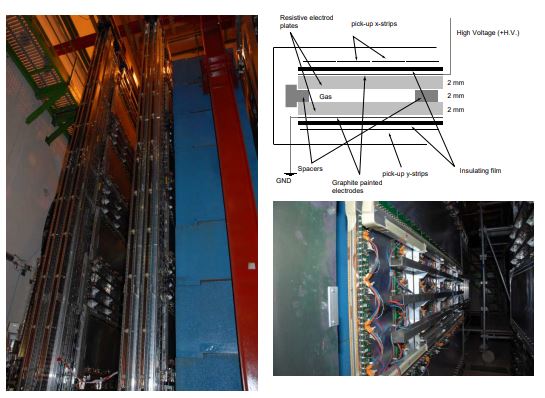 Resistive electrod
plates
pick-up x-strips
High Voltage (+H.V.)
2 mm
Gas
2 mm
2 mm
Spacers
GND
Graphite painted
electrodes
pick-up y-strips
Insulating film